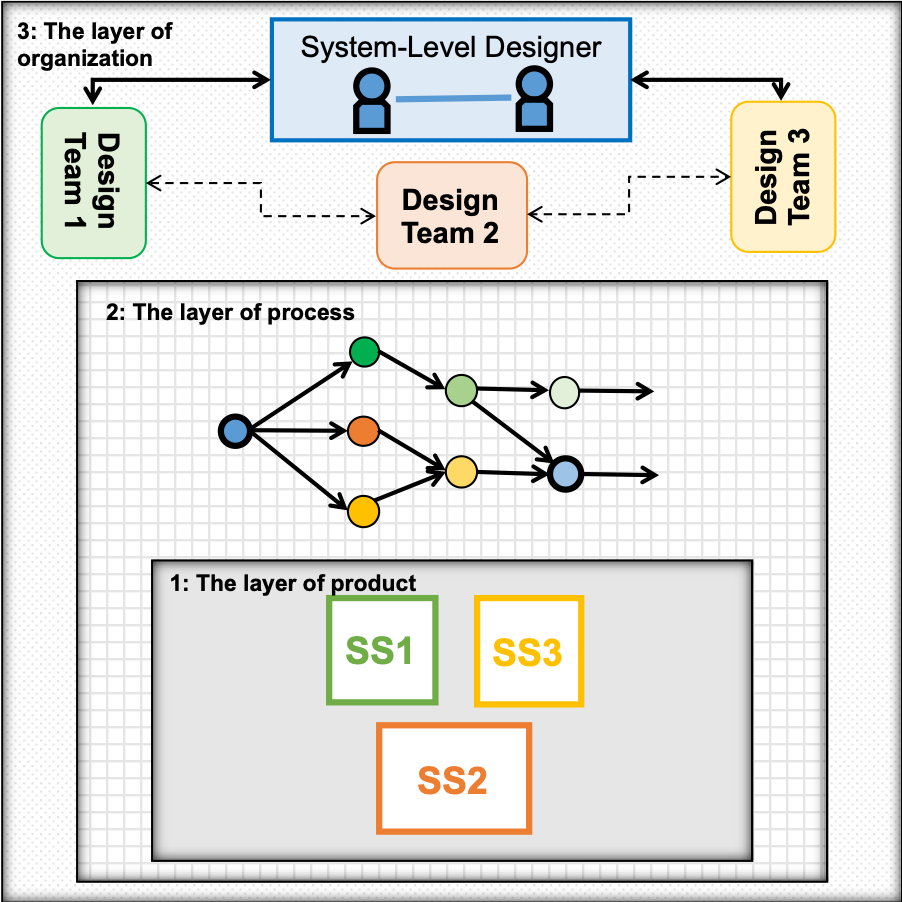 3: The layer of
organization
System-Level Designer
Design
Team 1
Design
Team 2
Design
Team 3
2: The layer of process
1: The layer of product
SS1
SS3
SS2